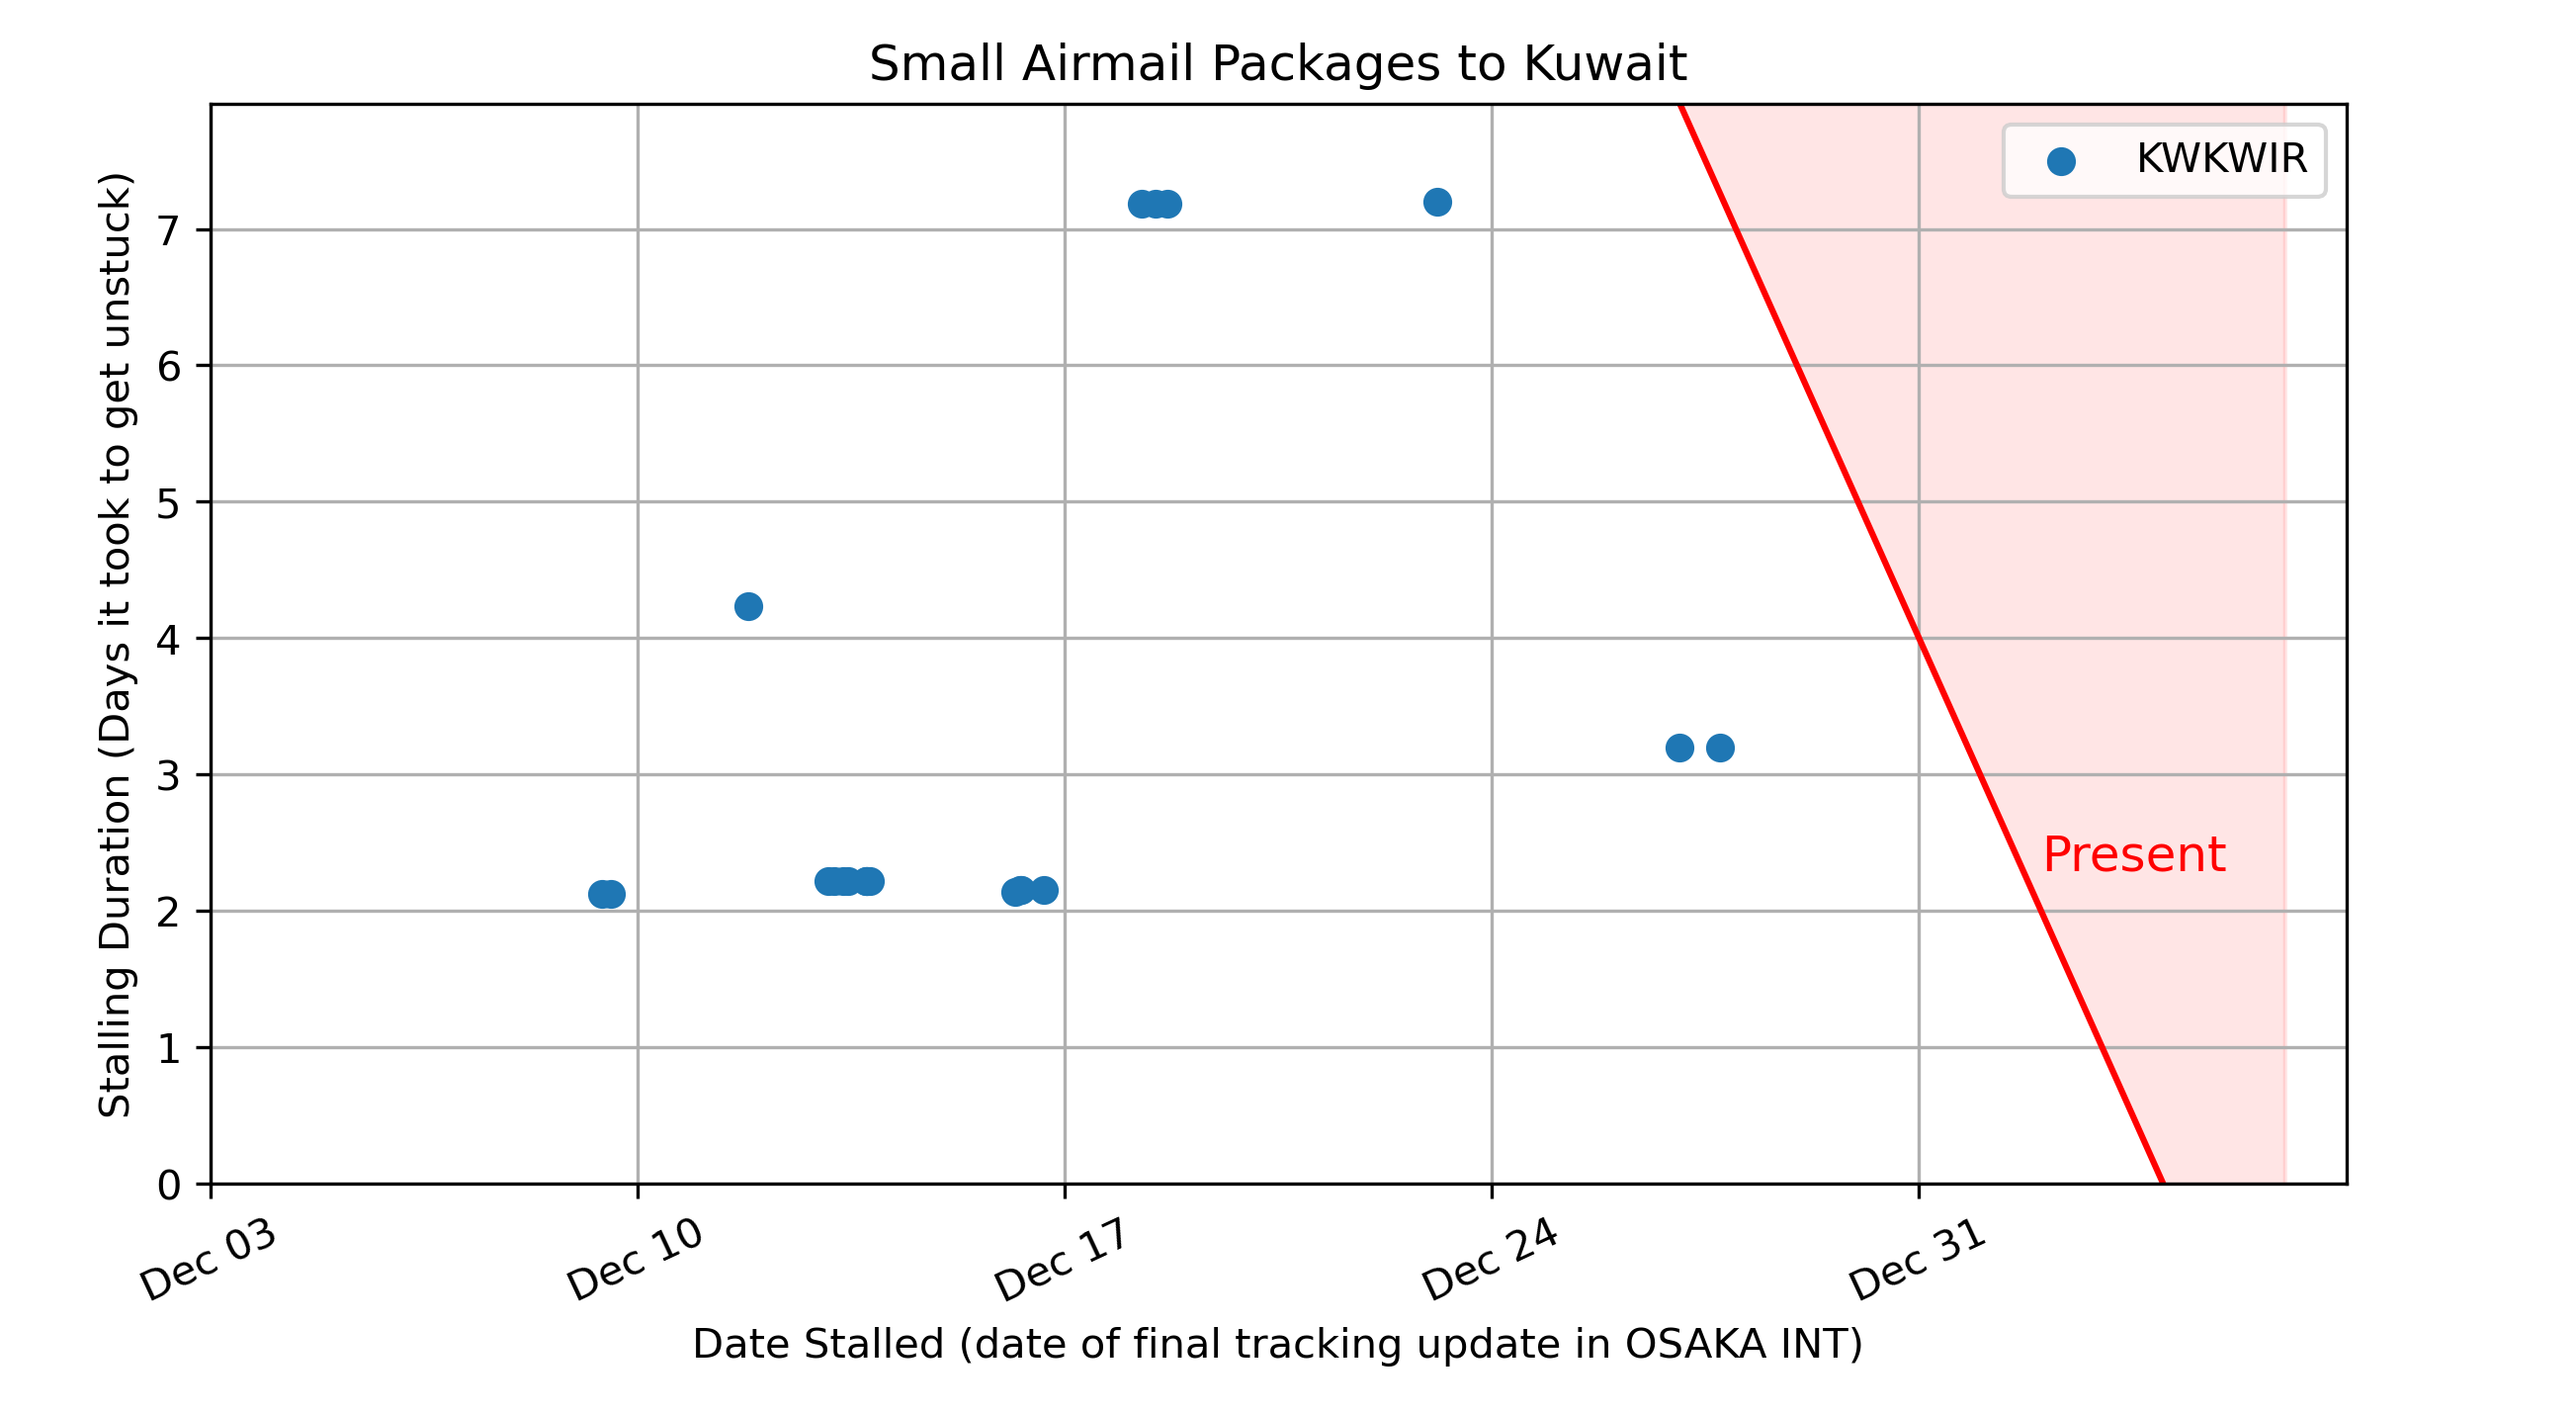 Small Airmail Packages to Kuwait
KWKWIR
Stalling Duration (Days it took to get unstuck)
7
6
5
4
3
2
1
0
Present
Dec 03
Dec 10
Dec 17
Dec 24
Dec 31
Date Stalled (date of final tracking update in OSAKA INT)